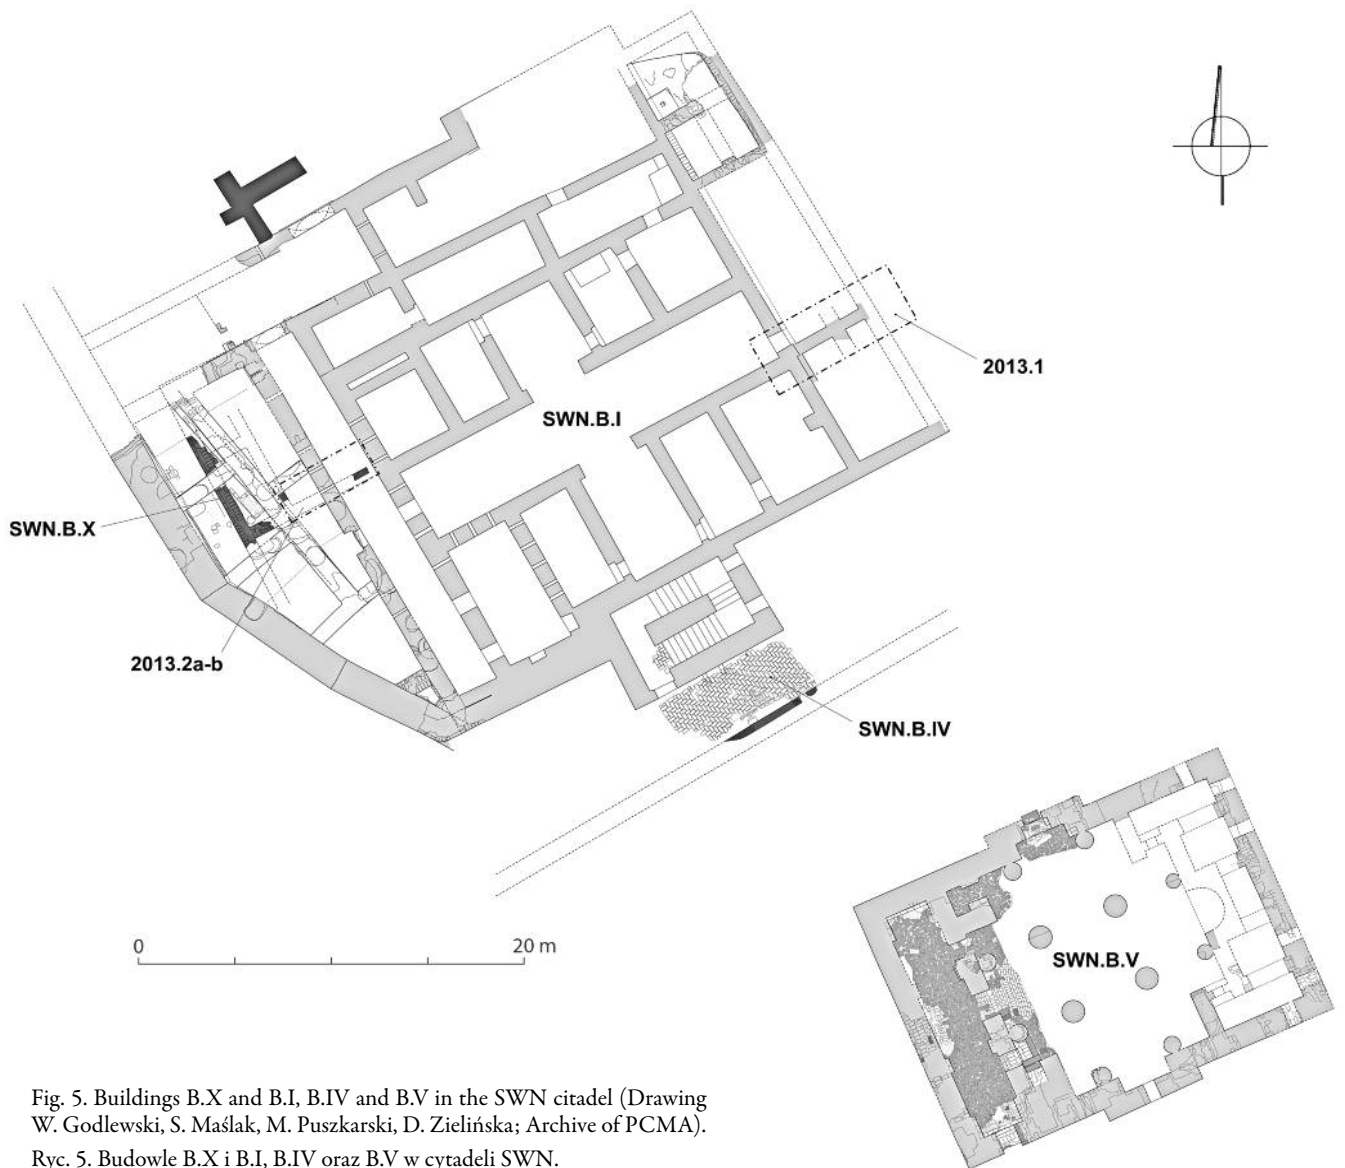 2013.1
SWN.B.I
SWN.B.X
2013.2a-b
SWN.B.IV
0 20 m
SWN.B.V
Fig. 5. Buildings B.X and B.I, B.IV and B.V in the SWN citadel (Drawing
W. Godlewski, S. Maślak, M. Puszkarski, D. Zielińska; Archive of PCMA).
Ryc. 5. Budowle B.X i B.I, B.IV oraz B.V w cytadeli SWN.